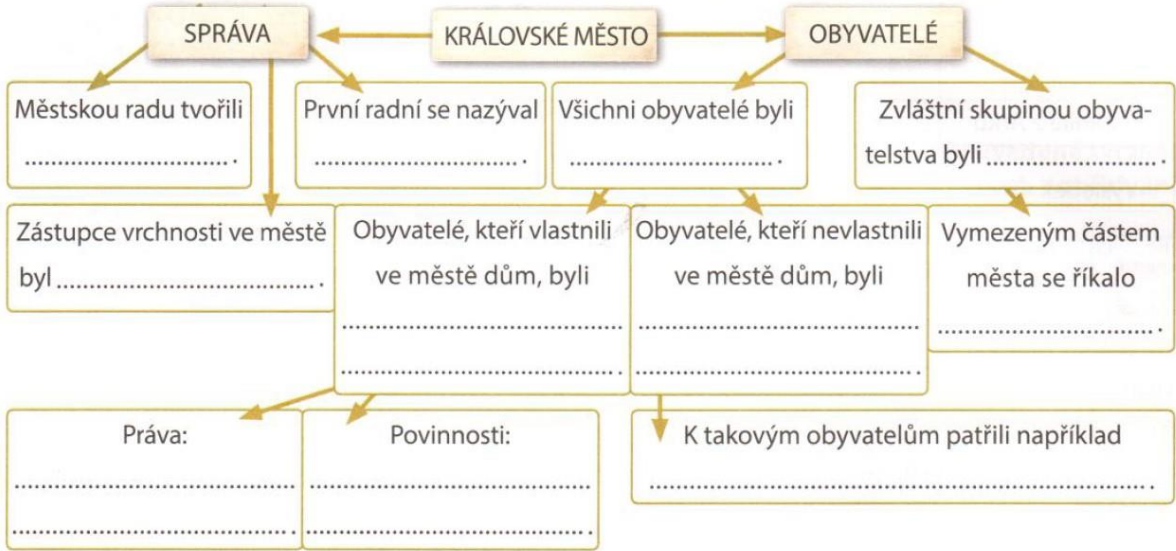 SPRÁVA
KRÁLOVSKÉ MĚSTO
OBYVATELÉ
Městskou radu tvořili
.............................. .
První radní se nazýval
.............................. .
Všichni obyvatelé byli
.............................. .
Zvláštní skupinou obyva-
telstva byli ................. .
Zástupce vrchnosti ve městě
byl ...................................... .
Obyvatelé, kteří vlastnili
ve městě dům, byli
.........................................
......................................... .
Obyvatelé, kteří nevlastnili
ve městě dům, byli
.........................................
......................................... .
Vymezeným částem
města se říkalo
................................ .
Práva:
.........................................
.........................................
Povinnosti:
.........................................
.........................................
K takovým obyvatelům patřili například
.......................................................................... .